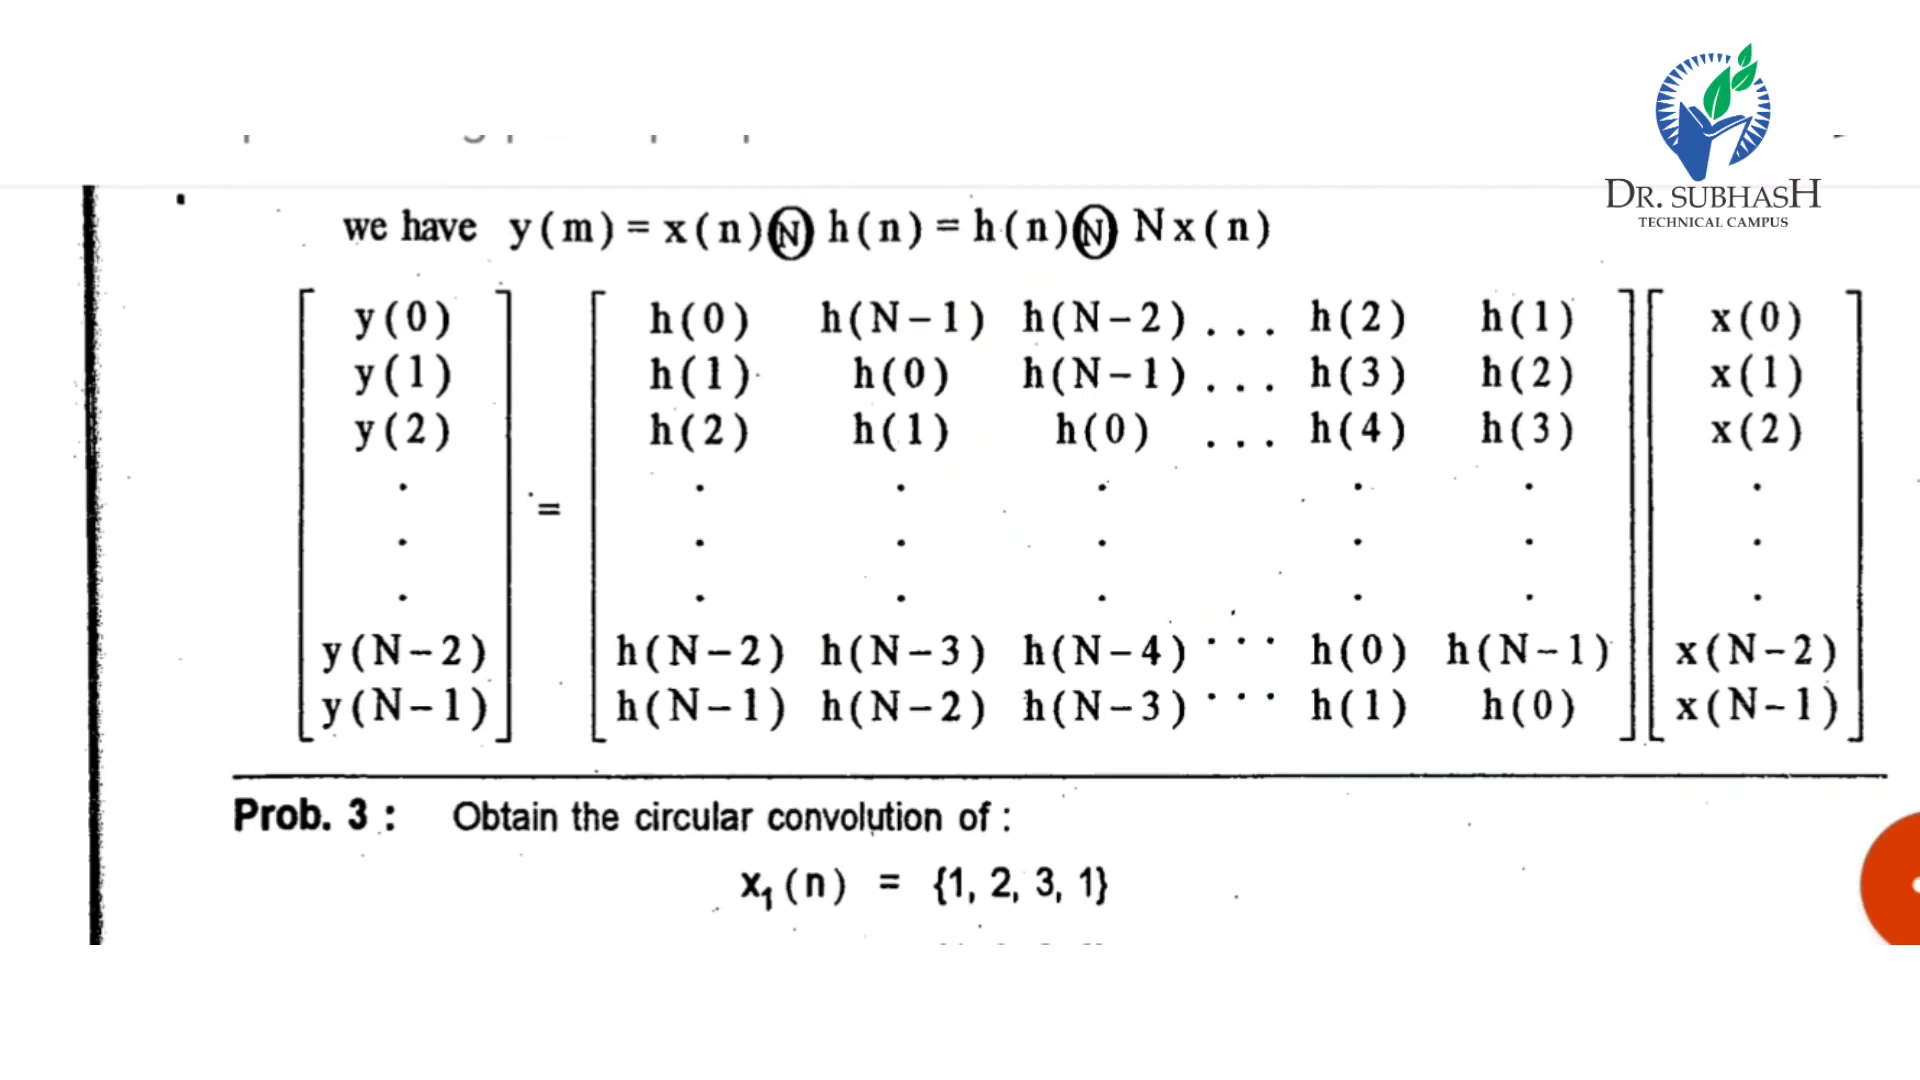 DR. SUBHASH
TECHNICAL CAMPUS
we have y(m) = x(n) Ⓝ h(n) = h(n) Ⓝ N x(n)
y(0) h(0) h(N-1) h(N-2) ... h(2) h(1) x(0)
y(1) h(1) h(0) h(N-1) ... h(3) h(2) x(1)
y(2) h(2) h(1) h(0) ... h(4) h(3) x(2)
. . . . . . .
. = . . . . . .
. . . . . . .
y(N-2) h(N-2) h(N-3) h(N-4) ... h(0) h(N-1) x(N-2)
y(N-1) h(N-1) h(N-2) h(N-3) ... h(1) h(0) x(N-1)
Prob. 3 : Obtain the circular convolution of :
x₁(n) = {1, 2, 3, 1}